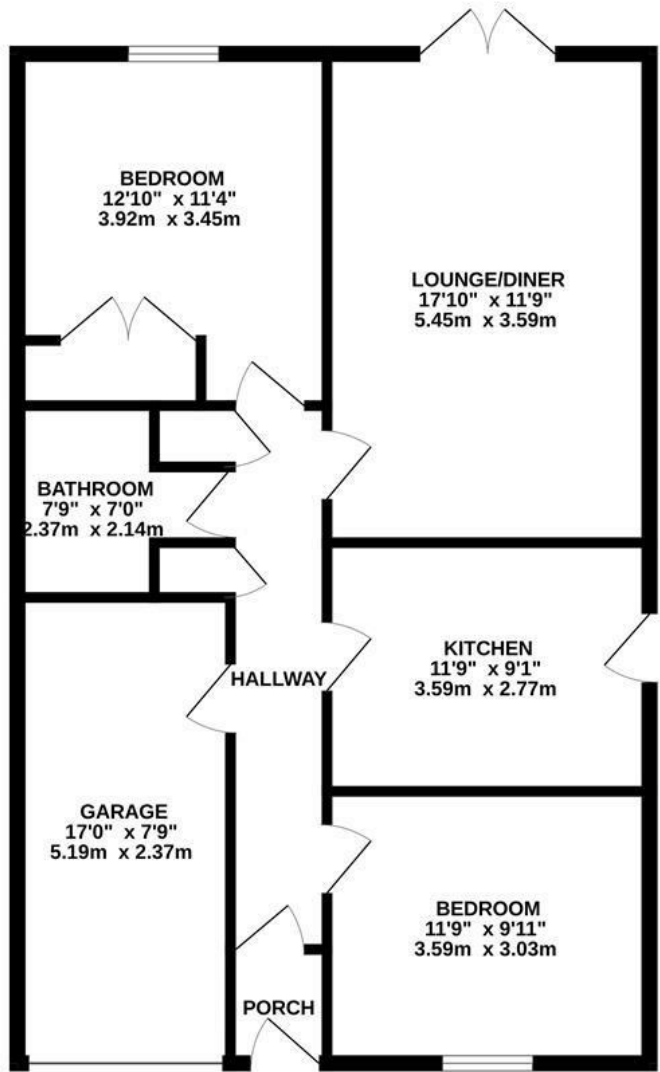 BEDROOM
12'10" x 11'4"
3.92m x 3.45m
LOUNGE/DINER
17'10" x 11'9"
5.45m x 3.59m
BATHROOM
7'9" x 7'0"
2.37m x 2.14m
KITCHEN
11'9" x 9'1"
3.59m x 2.77m
HALLWAY
GARAGE
17'0" x 7'9"
5.19m x 2.37m
BEDROOM
11'9" x 9'11"
3.59m x 3.03m
PORCH